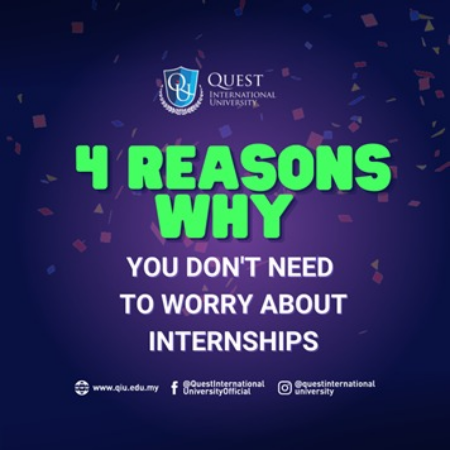 QU
QUEST
INTERNATIONAL
UNIVERSITY
4 REASONS
WHY
YOU DON'T NEED
TO WORRY ABOUT
INTERNSHIPS
www.qiu.edu.my
@QuestInternational
UniversityOfficial
@questinternational
university